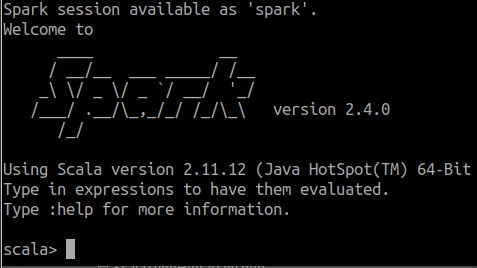 Spark session available as 'spark'.
Welcome to
      ____              __
     / __/__  ___ _____/ /__
    _\ \/ _ \/ _ `/ __/  '_/
   /___/ .__/\_,_/_/ /_/\_\   version 2.4.0
      /_/
Using Scala version 2.11.12 (Java HotSpot(TM) 64-Bit
Type in expressions to have them evaluated.
Type :help for more information.
scala>